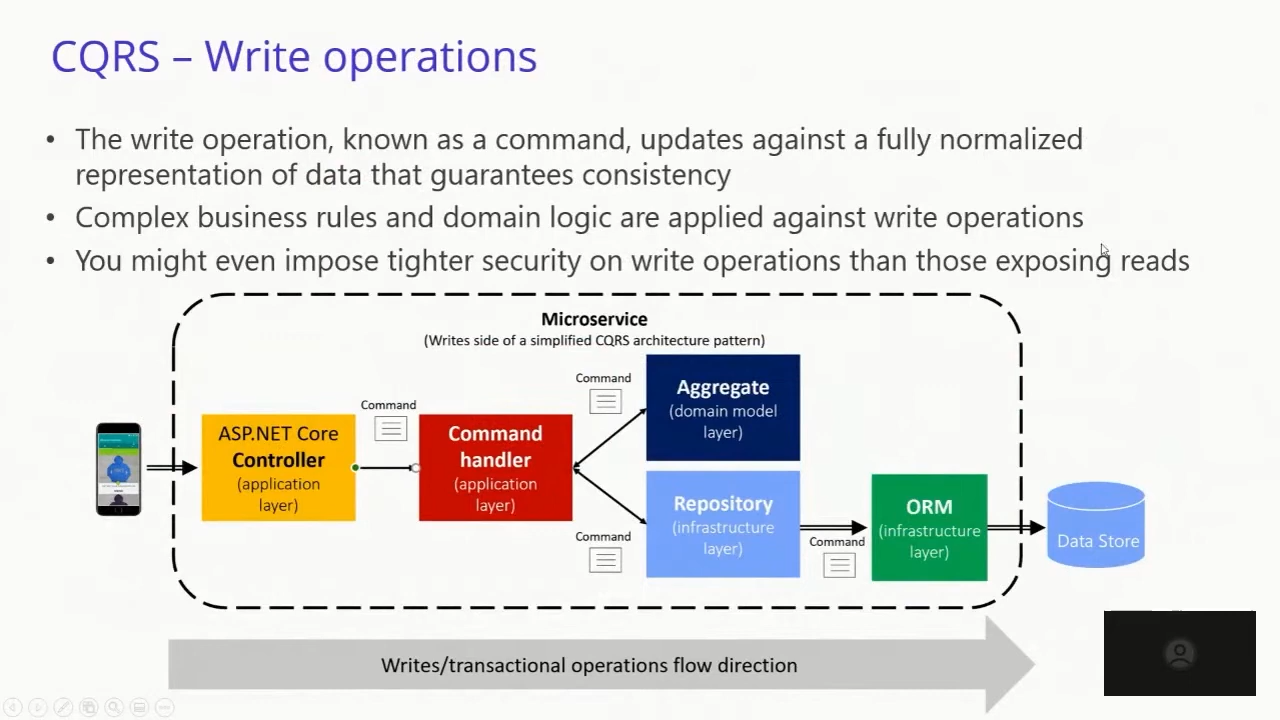 CQRS – Write operations
• The write operation, known as a command, updates against a fully normalized
representation of data that guarantees consistency
• Complex business rules and domain logic are applied against write operations
• You might even impose tighter security on write operations than those exposing reads
Microservice
(Writes side of a simplified CQRS architecture pattern)
ASP.NET Core
Controller
(application
layer)
Command
Command
handler
(application
layer)
Command
Aggregate
(domain model
layer)
Command
Repository
(infrastructure
layer)
Command
ORM
(infrastructure
layer)
Data Store
Writes/transactional operations flow direction